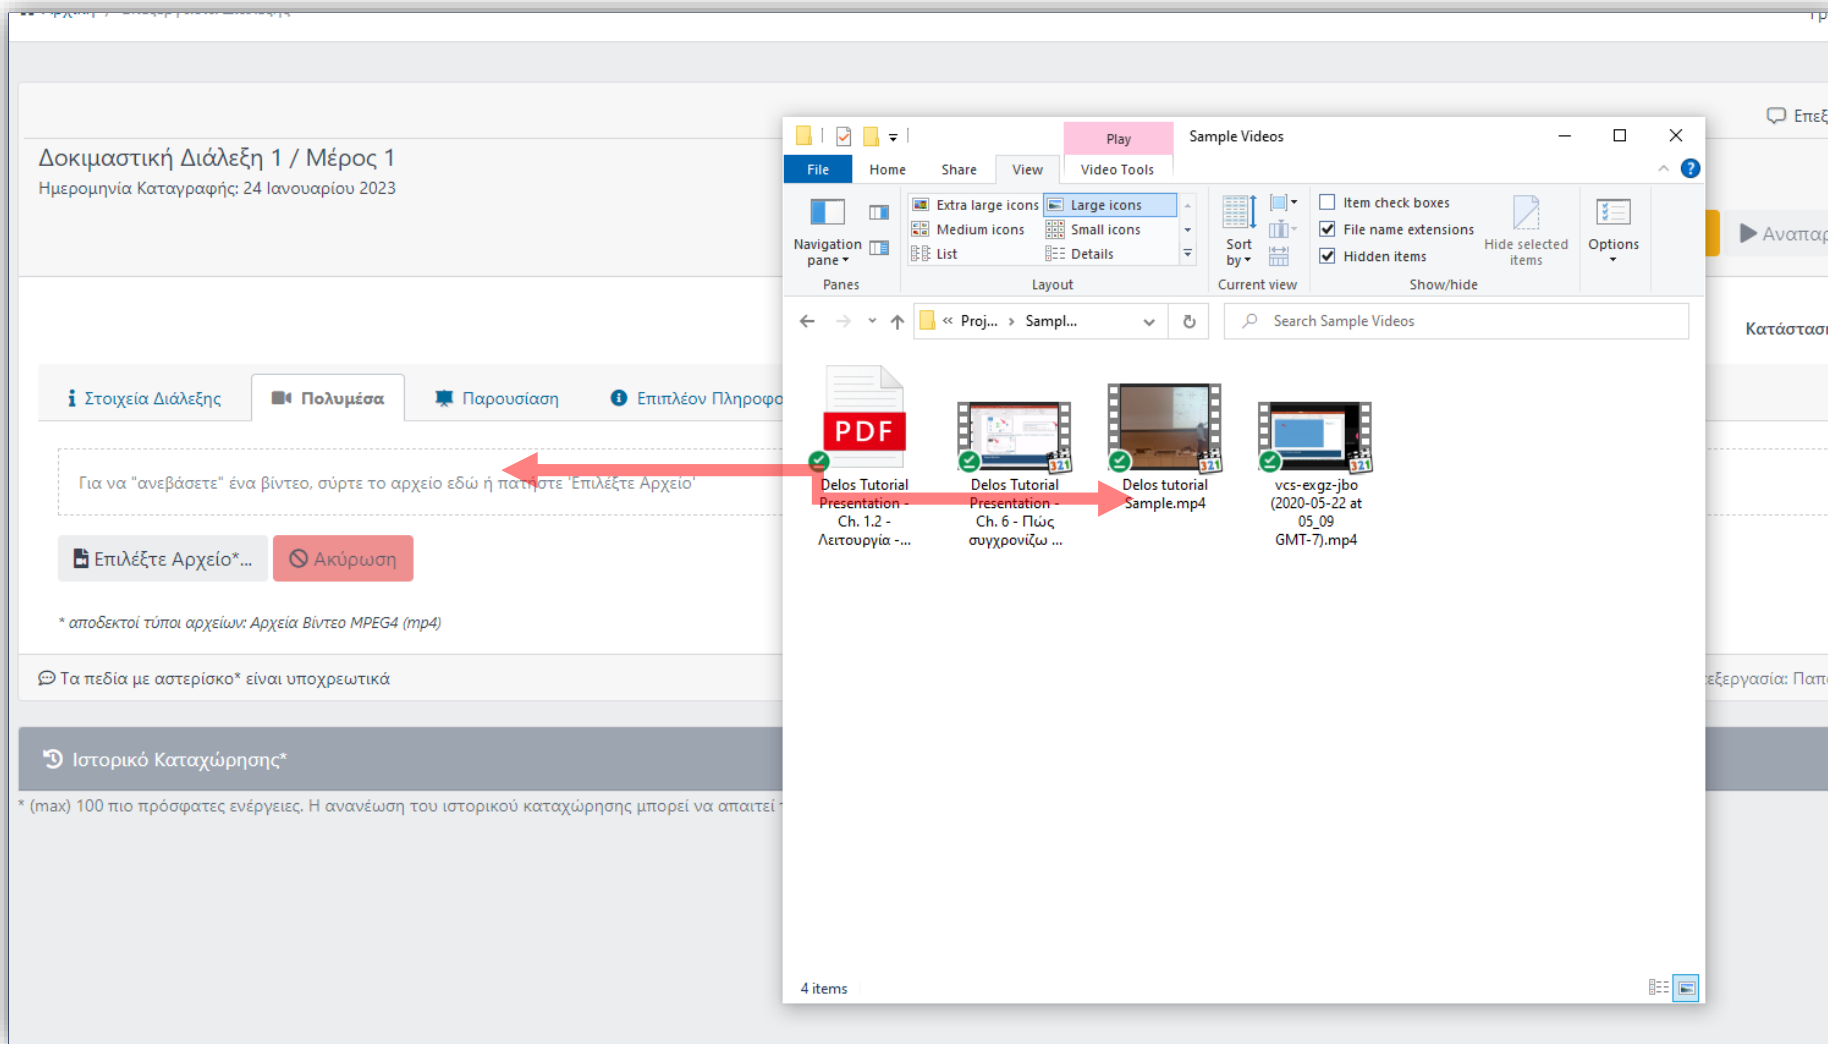 Δοκιμαστική Διάλεξη 1 / Μέρος 1
Ημερομηνία Καταγραφής: 24 Ιανουαρίου 2023
Στοιχεία Διάλεξης
Πολυμέσα
Παρουσίαση
Επιπλέον Πληροφο
Για να "ανεβάσετε" ένα βίντεο, σύρτε το αρχείο εδώ ή πατήστε 'Επιλέξτε Αρχείο'
Επιλέξτε Αρχείο*...
Ακύρωση
* αποδεκτοί τύποι αρχείων: Αρχεία Βίντεο MPEG4 (mp4)
Τα πεδία με αστερίσκο* είναι υποχρεωτικά
Ιστορικό Καταχώρησης*
* (max) 100 πιο πρόσφατες ενέργειες. Η ανανέωση του ιστορικού καταχώρησης μπορεί να απαιτεί
Play
Sample Videos
File
Home
Share
View
Video Tools
Extra large icons
Large icons
Medium icons
Small icons
List
Details
Navigation
pane
Sort
by
Item check boxes
File name extensions
Hidden items
Hide selected
items
Options
Panes
Layout
Current view
Show/hide
« Proj... › Sampl...
Search Sample Videos
PDF
321
321
321
Delos Tutorial
Presentation -
Ch. 1.2 -
Λειτουργία -...
Delos Tutorial
Presentation -
Ch. 6 - Πώς
συγχρονίζω ...
Delos tutorial
Sample.mp4
vcs-exgz-jbo
(2020-05-22 at
05_09
GMT-7).mp4
4 items
Επεξ
Αναπαρ
Κατάσταση
εξεργασία: Παπ